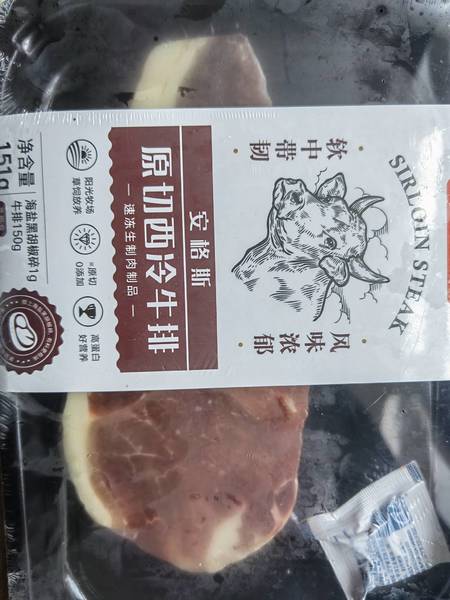 SIRLOIN STEAK
软中带韧
风味浓郁
安格斯
原切西冷牛排
—速冻生制肉制品—
阳光牧场
草饲放养
*原切
0添加
高蛋白
好营养
净含量
151g
海盐黑胡椒碎1g
牛排150g